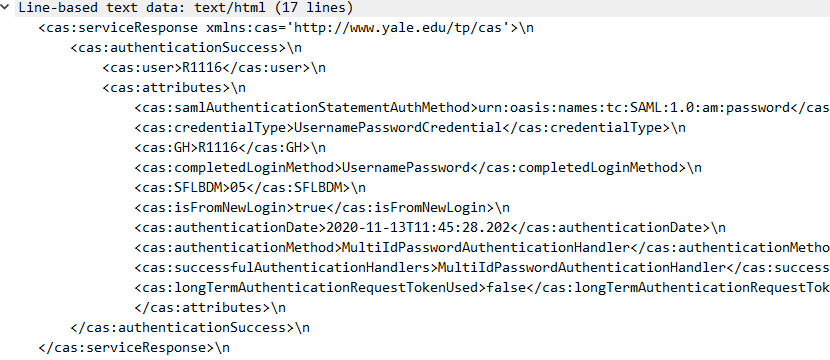 Line-based text data: text/html (17 lines)
<cas:serviceResponse xmlns:cas='http://www.yale.edu/tp/cas'>\n
<cas:authenticationSuccess>\n
<cas:user>R1116</cas:user>\n
<cas:attributes>\n
<cas:samlAuthenticationStatementAuthMethod>urn:oasis:names:tc:SAML:1.0:am:password</cas
<cas:credentialType>UsernamePasswordCredential</cas:credentialType>\n
<cas:GH>R1116</cas:GH>\n
<cas:completedLoginMethod>UsernamePassword</cas:completedLoginMethod>\n
<cas:SFLBDM>05</cas:SFLBDM>\n
<cas:isFromNewLogin>true</cas:isFromNewLogin>\n
<cas:authenticationDate>2020-11-13T11:45:28.202</cas:authenticationDate>\n
<cas:authenticationMethod>MultiIdPasswordAuthenticationHandler</cas:authenticationMetho
<cas:successfulAuthenticationHandlers>MultiIdPasswordAuthenticationHandler</cas:success
<cas:longTermAuthenticationRequestTokenUsed>false</cas:longTermAuthenticationRequestTok
</cas:attributes>\n
</cas:authenticationSuccess>\n
</cas:serviceResponse>\n